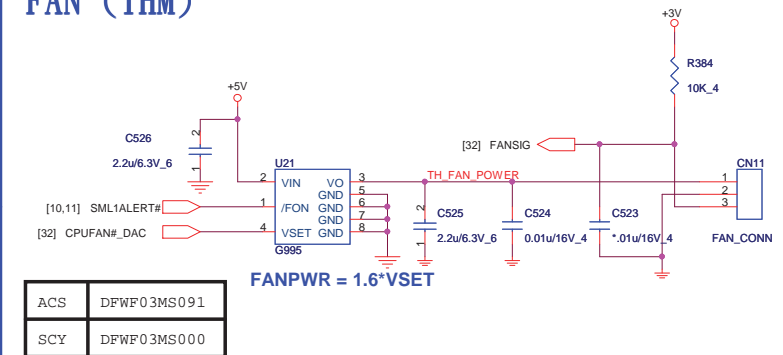 FAN (THM)
+3V
R384
10K_4
+5V
C526
2.2u/6.3V_6
2
1
[32] FANSIG
CN11
U21
2 VIN VO 3
GND 5
1 /FON GND 6
GND 7
4 VSET GND 8
G995
TH_FAN_POWER
1
2
3
FAN_CONN
[10,11] SML1ALERT#
[32] CPUFAN#_DAC
2
1
C525
2.2u/6.3V_6
C524
0.01u/16V_4
C523
*.01u/16V_4
FANPWR = 1.6*VSET
ACS DFWF03MS091
SCY DFWF03MS000